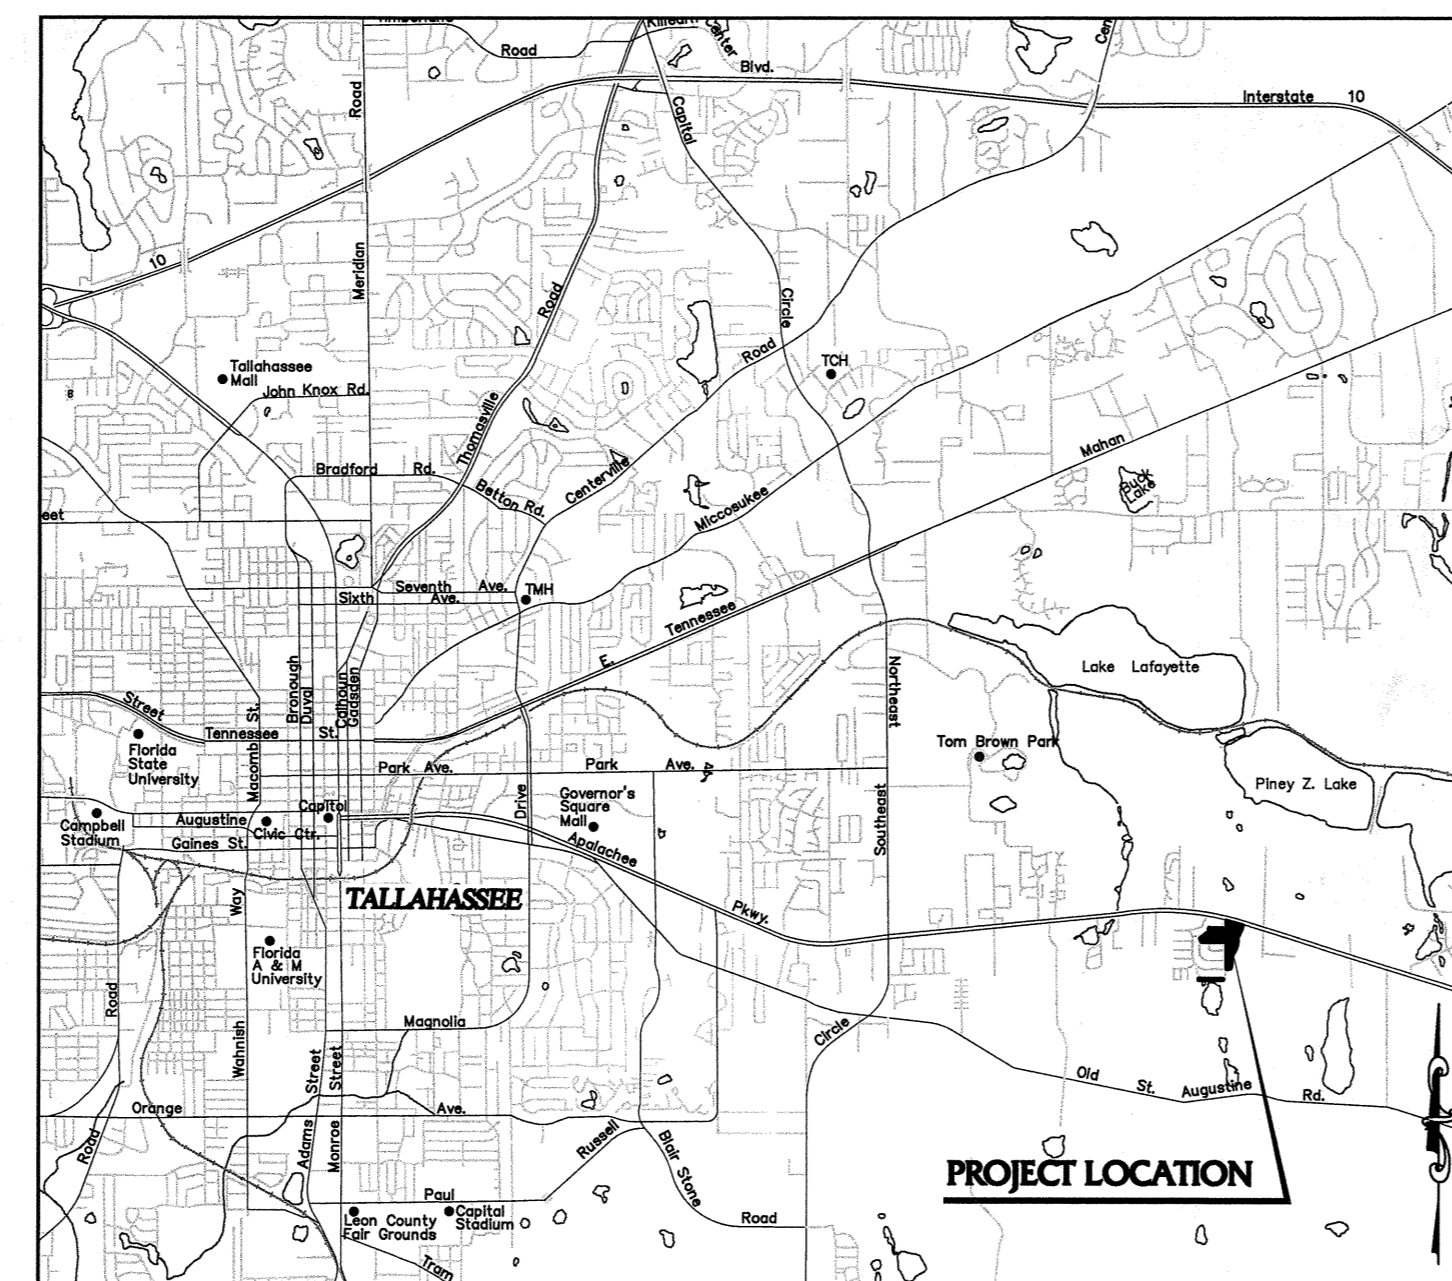 Timberlane
Road
Killearn
Center
Blvd.
Cen
Interstate 10
Road
Capital
10
Meridian
Road
Circle
Road
TCH
Tallahassee
Mall
John Knox Rd.
Thomasville
Mahan
Bradford Rd.
Betton Rd.
Centerville
Miccosukee
Buck
Lake
eet
Seventh Ave.
TMH
Sixth Ave.
Tennessee
E.
Lake Lafayette
Northeast
Bronough
Duval
Calhoun
Gadsden
Street
St.
Tennessee St.
Florida
State
University
Macomb
Park Ave.
Park Ave.
Tom Brown Park
Piney Z. Lake
Drive
Governor's
Square
Mall
Southeast
Capitol
Augustine
Civic Ctr.
Campbell
Stadium
Gaines St.
Apalachee
TALLAHASSEE
Way
Pkwy.
Florida
A & M
University
Road
Magnolia
Circle
Wahnish
Street
Street
Old St. Augustine Rd.
Orange Ave.
Road
Adams
Monroe
Russell
Blair Stone
PROJECT LOCATION
Paul
Capital
Stadium
Road
Leon County
Fair Grounds
Tram